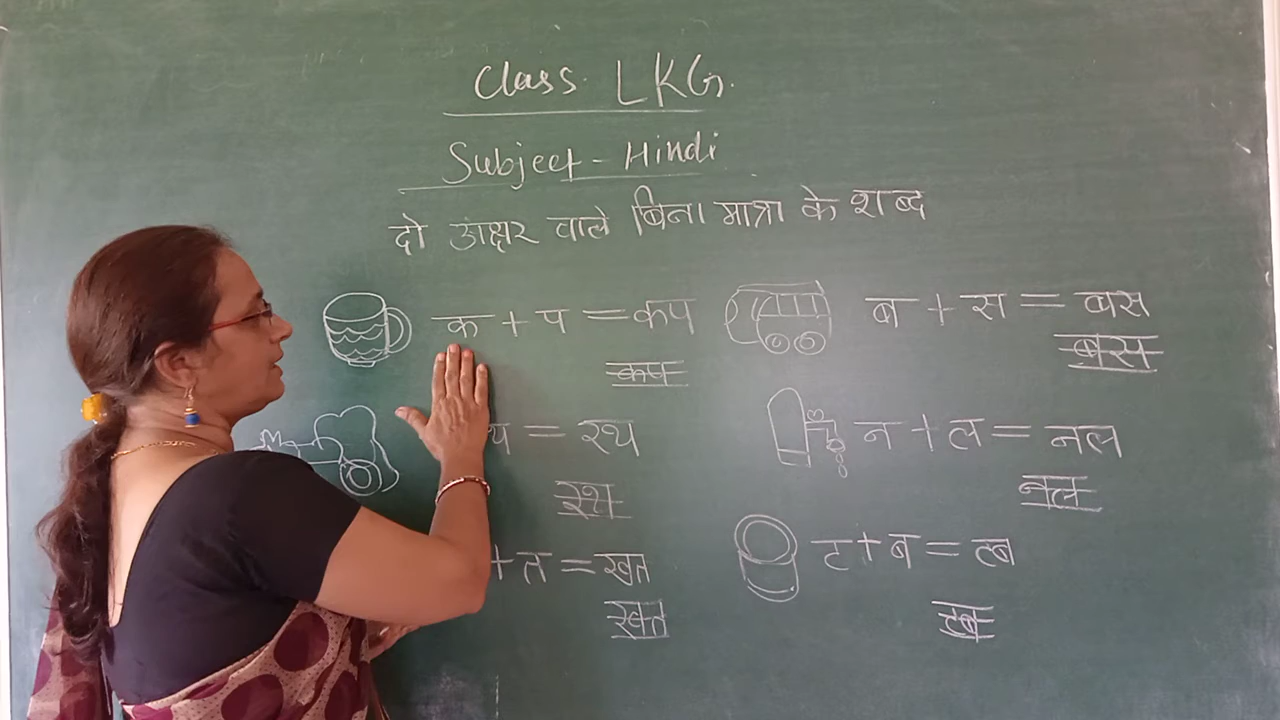 Class LKG.
Subject - Hindi
दो अक्षर वाले बिना मात्रा के शब्द
क + प = कप
कप
ब + स = बस
बस
थ = रथ
रथ
न + ल = नल
नल
+ त = खत
खत
ट + ब = टब
टब